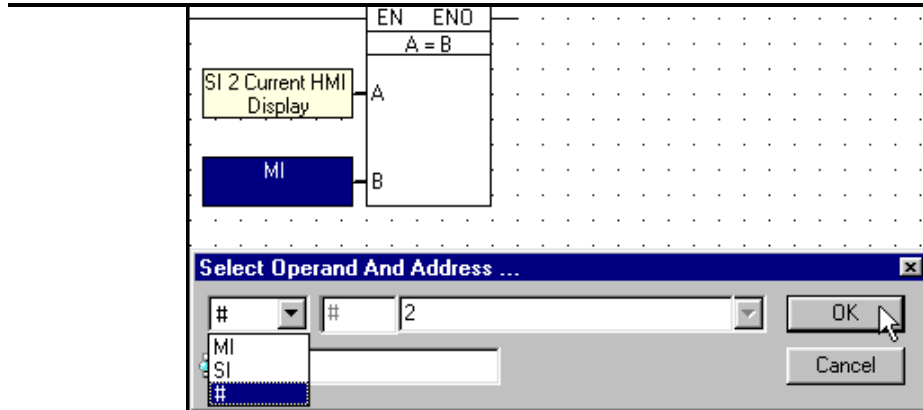 EN ENO
A = B
SI 2 Current HMI
Display
A
MI
B
Select Operand And Address ...
# # 2 OK
MI
SI
#
Cancel